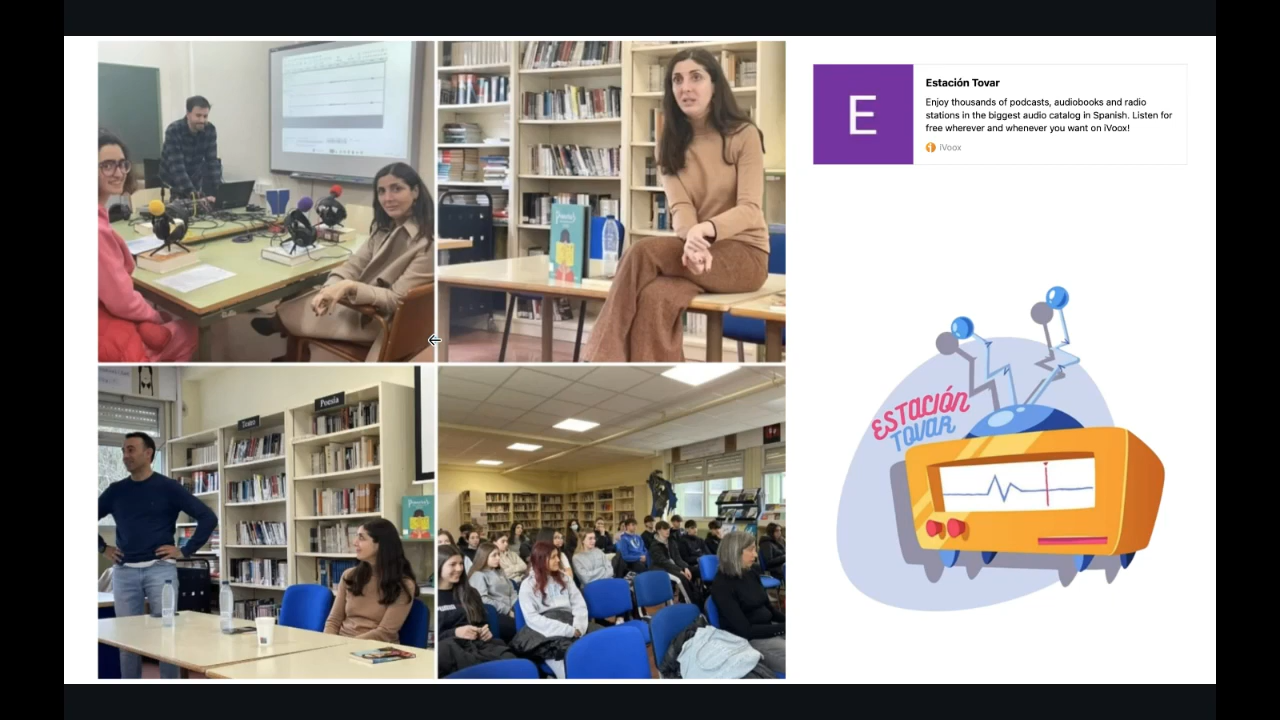 Estación Tovar
Enjoy thousands of podcasts, audiobooks and radio
stations in the biggest audio catalog in Spanish. Listen for
free wherever and whenever you want on iVoox!
iVoox
E
ESTACIÓN
TOVAR
Teatro
Poesía